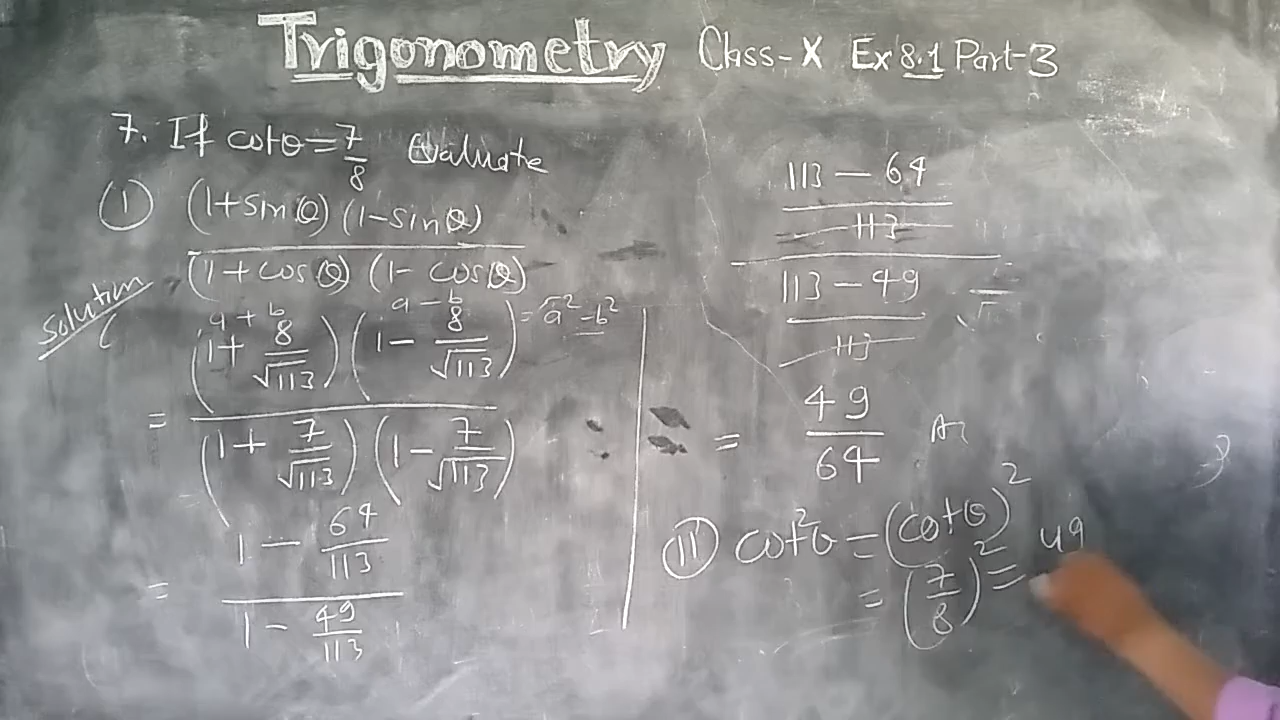 Trigonometry Class-X Ex 8.1 Part-3
7. If cotθ = 7/8 Evaluate
① (1+sinθ)(1-sinθ)
(1+cosθ)(1-cosθ)
Solution
a + b a - b
(1+ 8/√113)(1- 8/√113) = a²-b²
= (1+ 7/√113)(1- 7/√113)
1 - 64/113
=
1 - 49/113
113 - 64
113
113 - 49
113
= 49/64
⑪ cot²θ = (cotθ)²
= (7/8)² = 49